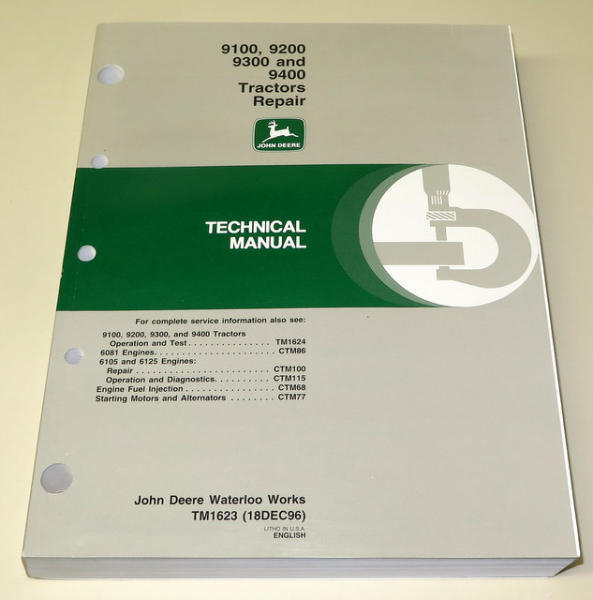 9100, 9200
9300 and
9400
Tractors
Repair
JOHN DEERE
TECHNICAL
MANUAL
For complete service information also see:
9100, 9200, 9300, and 9400 Tractors
Operation and Test . . . . . . . . . . . . . . . TM1624
6081 Engines. . . . . . . . . . . . . . . . . . . . . . CTM86
6105 and 6125 Engines:
Repair . . . . . . . . . . . . . . . . . . . . . . . . CTM100
Operation and Diagnostics. . . . . . . . . . CTM115
Engine Fuel Injection . . . . . . . . . . . . . . . . CTM68
Starting Motors and Alternators . . . . . . . . CTM77
John Deere Waterloo Works
TM1623 (18DEC96)
LITHO IN U.S.A.
ENGLISH